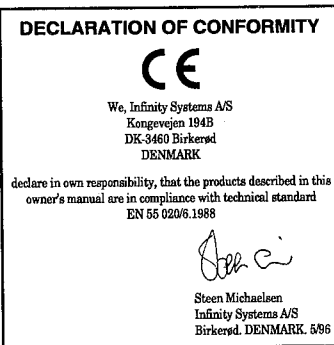 DECLARATION OF CONFORMITY
CE
We, Infinity Systems A/S
Kongevejen 194B
DK-3460 Birkerød
DENMARK
declare in own responsibility, that the products described in this
owner's manual are in compliance with technical standard
EN 55 020/6.1988
Steen Michaelsen
Infinity Systems A/S
Birkerød. DENMARK. 5/96